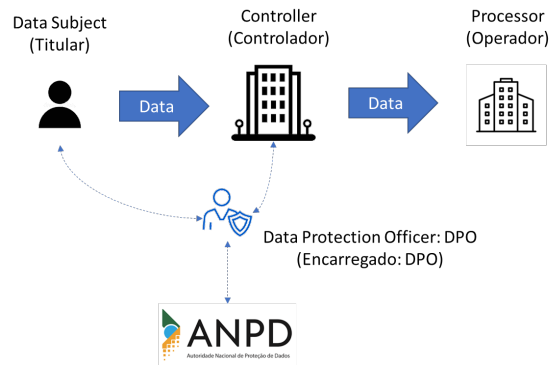 Data Subject
(Titular)
Controller
(Controlador)
Processor
(Operador)
Data
Data
Data Protection Officer: DPO
(Encarregado: DPO)
ANPD
Autoridade Nacional de Proteção de Dados